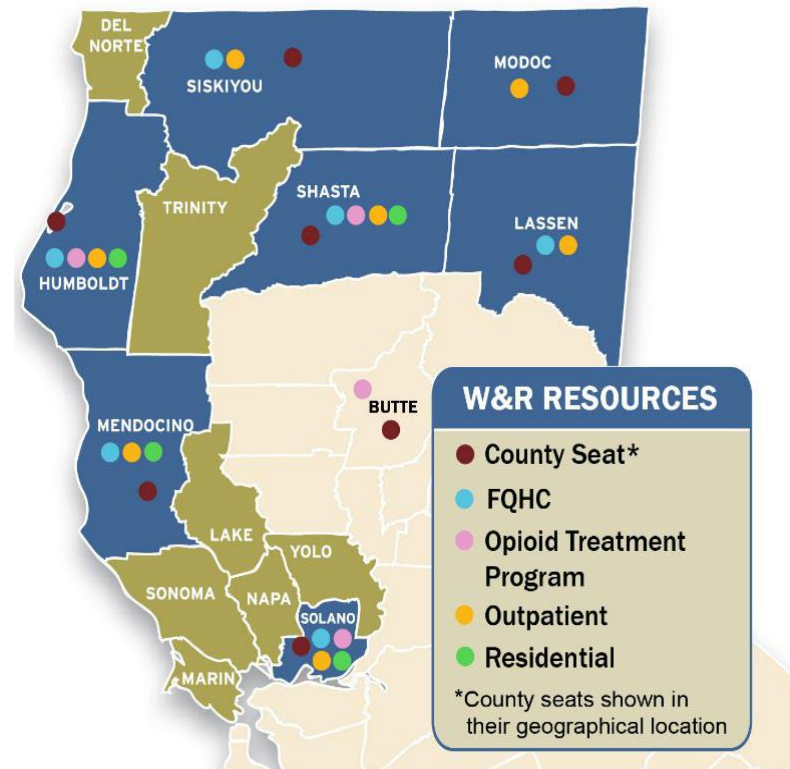 DEL
NORTE
SISKIYOU
MODOC
TRINITY
SHASTA
LASSEN
HUMBOLDT
BUTTE
MENDOCINO
LAKE
YOLO
SONOMA
NAPA
SOLANO
MARIN
W&R RESOURCES
County Seat*
FQHC
Opioid Treatment
Program
Outpatient
Residential
*County seats shown in
their geographical location